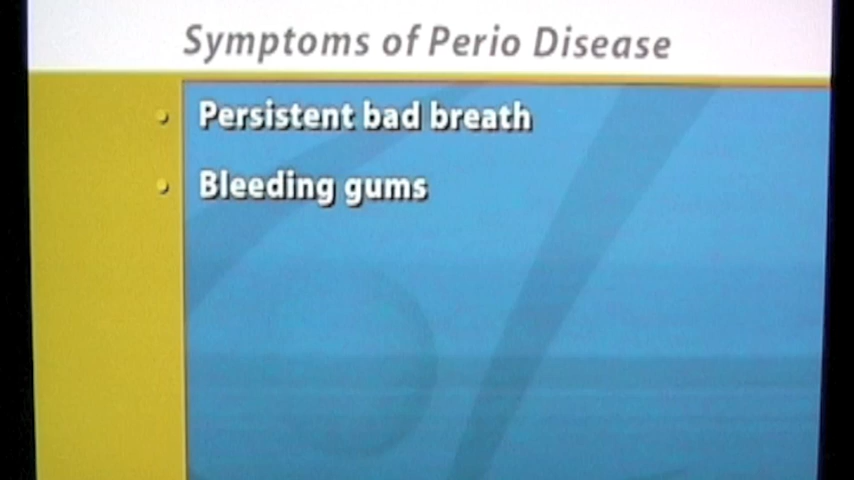 Symptoms of Perio Disease
Persistent bad breath
Bleeding gums